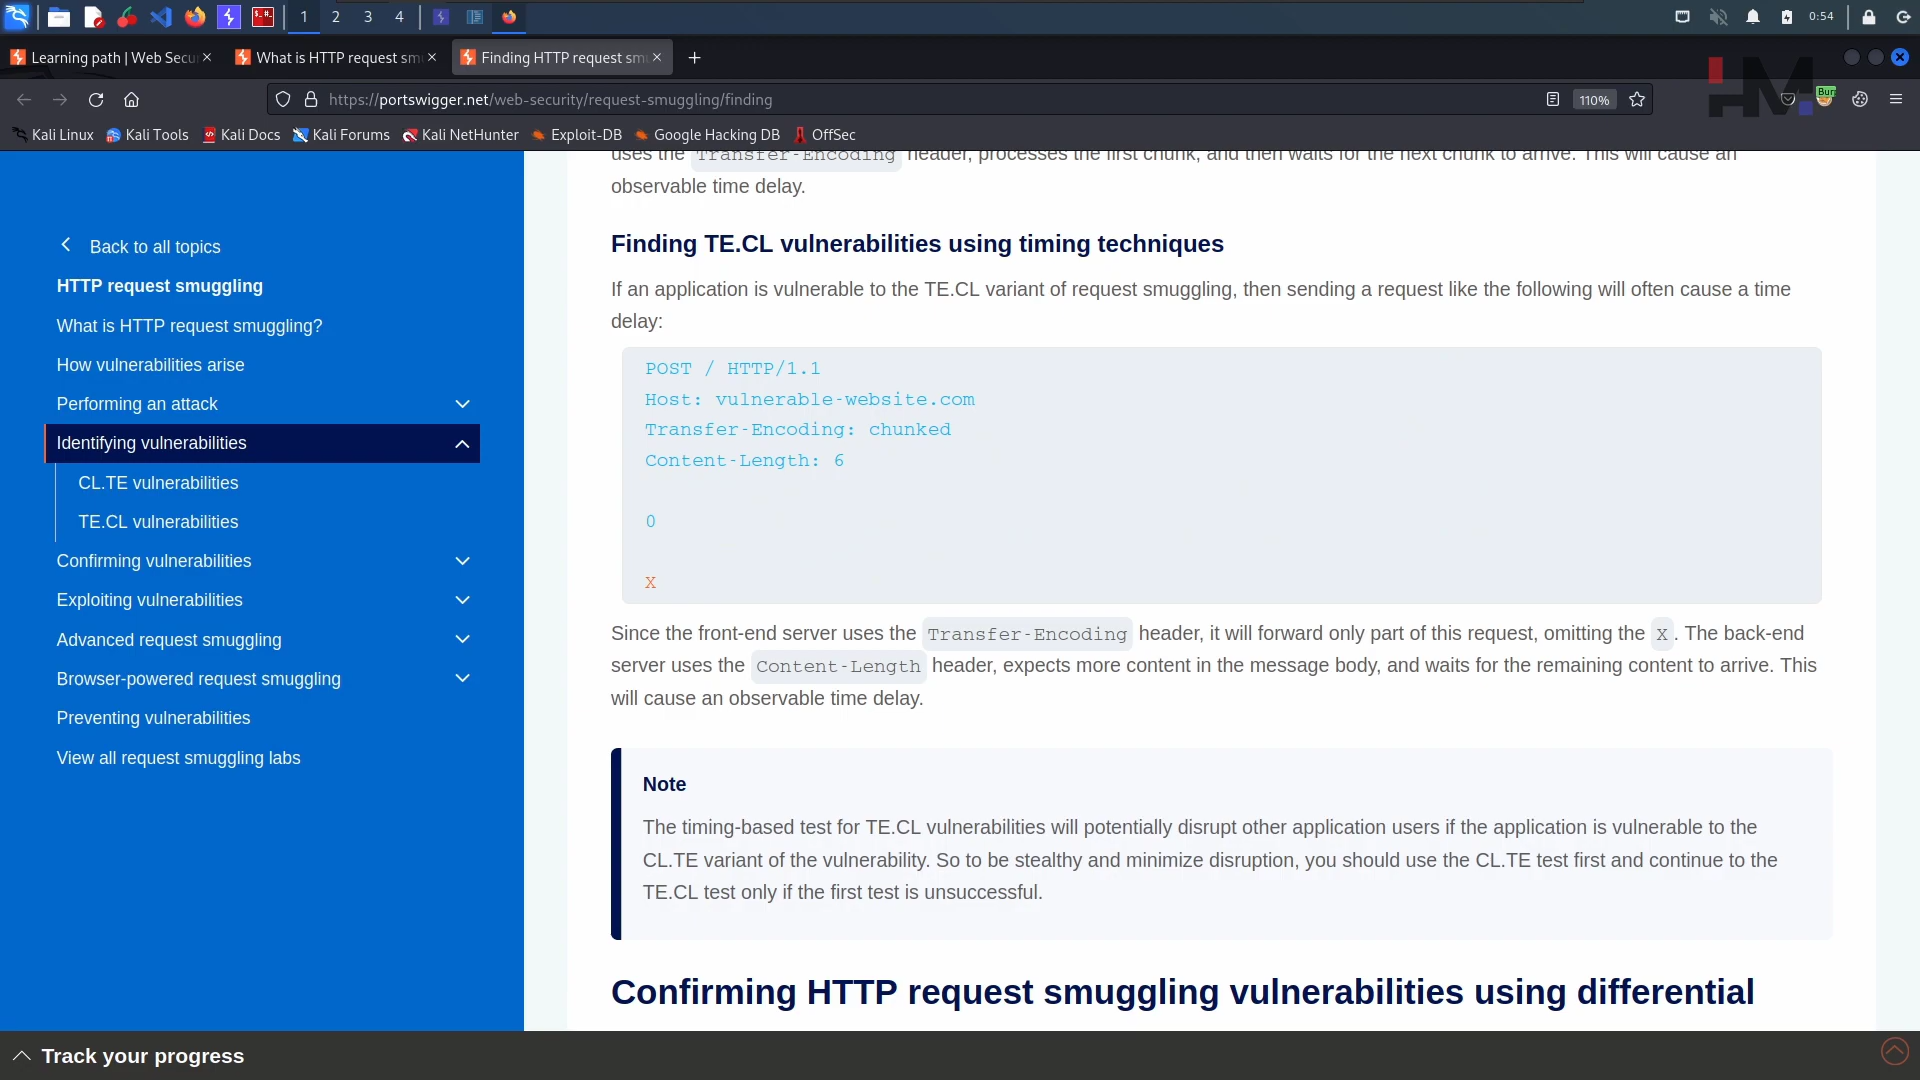 1 2 3 4 0:54
Learning path | Web Secu
What is HTTP request sm
Finding HTTP request sm
https://portswigger.net/web-security/request-smuggling/finding
110%
HM
Bur
Kali Linux Kali Tools Kali Docs Kali Forums Kali NetHunter Exploit-DB Google Hacking DB OffSec
Back to all topics
HTTP request smuggling
What is HTTP request smuggling?
How vulnerabilities arise
Performing an attack
Identifying vulnerabilities
CL.TE vulnerabilities
TE.CL vulnerabilities
Confirming vulnerabilities
Exploiting vulnerabilities
Advanced request smuggling
Browser-powered request smuggling
Preventing vulnerabilities
View all request smuggling labs
uses the Transfer-Encoding header, processes the first chunk, and then waits for the next chunk to arrive. This will cause an
observable time delay.
Finding TE.CL vulnerabilities using timing techniques
If an application is vulnerable to the TE.CL variant of request smuggling, then sending a request like the following will often cause a time
delay:
POST / HTTP/1.1
Host: vulnerable-website.com
Transfer-Encoding: chunked
Content-Length: 6
0
X
Since the front-end server uses the Transfer-Encoding header, it will forward only part of this request, omitting the X. The back-end
server uses the Content-Length header, expects more content in the message body, and waits for the remaining content to arrive. This
will cause an observable time delay.
Note
The timing-based test for TE.CL vulnerabilities will potentially disrupt other application users if the application is vulnerable to the
CL.TE variant of the vulnerability. So to be stealthy and minimize disruption, you should use the CL.TE test first and continue to the
TE.CL test only if the first test is unsuccessful.
Confirming HTTP request smuggling vulnerabilities using differential
Track your progress